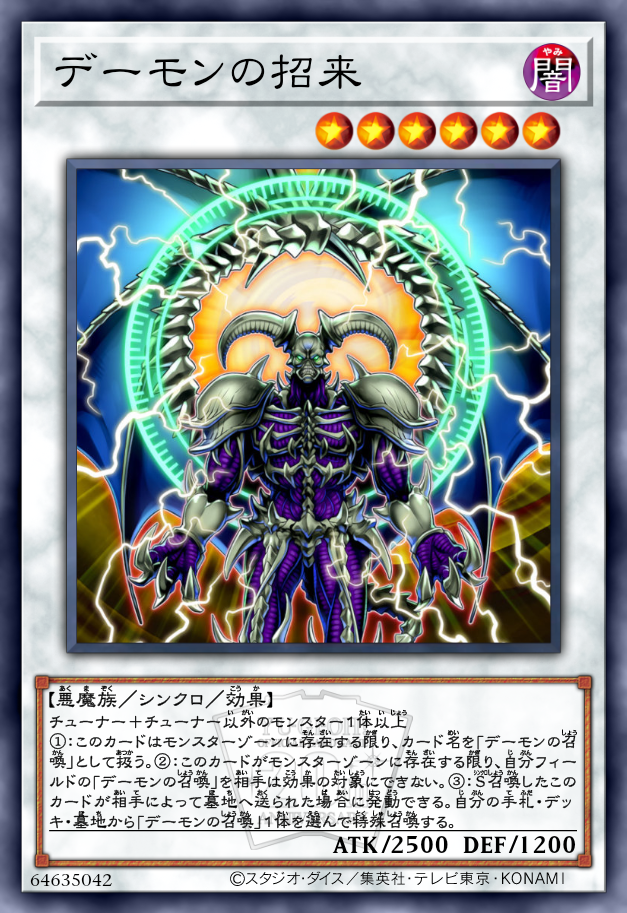 デーモンの招来
闇
やみ
【悪魔族／シンクロ／効果】
チューナー＋チューナー以外のモンスター1体以上
①:このカードはモンスターゾーンに存在する限り、カード名を「デーモンの召
喚」として扱う。②:このカードがモンスターゾーンに存在する限り、自分フィー
ルドの「デーモンの召喚」を相手は効果の対象にできない。③:S召喚したこの
カードが相手によって墓地へ送られた場合に発動できる。自分の手札・デッ
キ・墓地から「デーモンの召喚」1体を選んで特殊召喚する。
ATK/2500 DEF/1200
64635042
©スタジオ・ダイス／集英社・テレビ東京・KONAMI